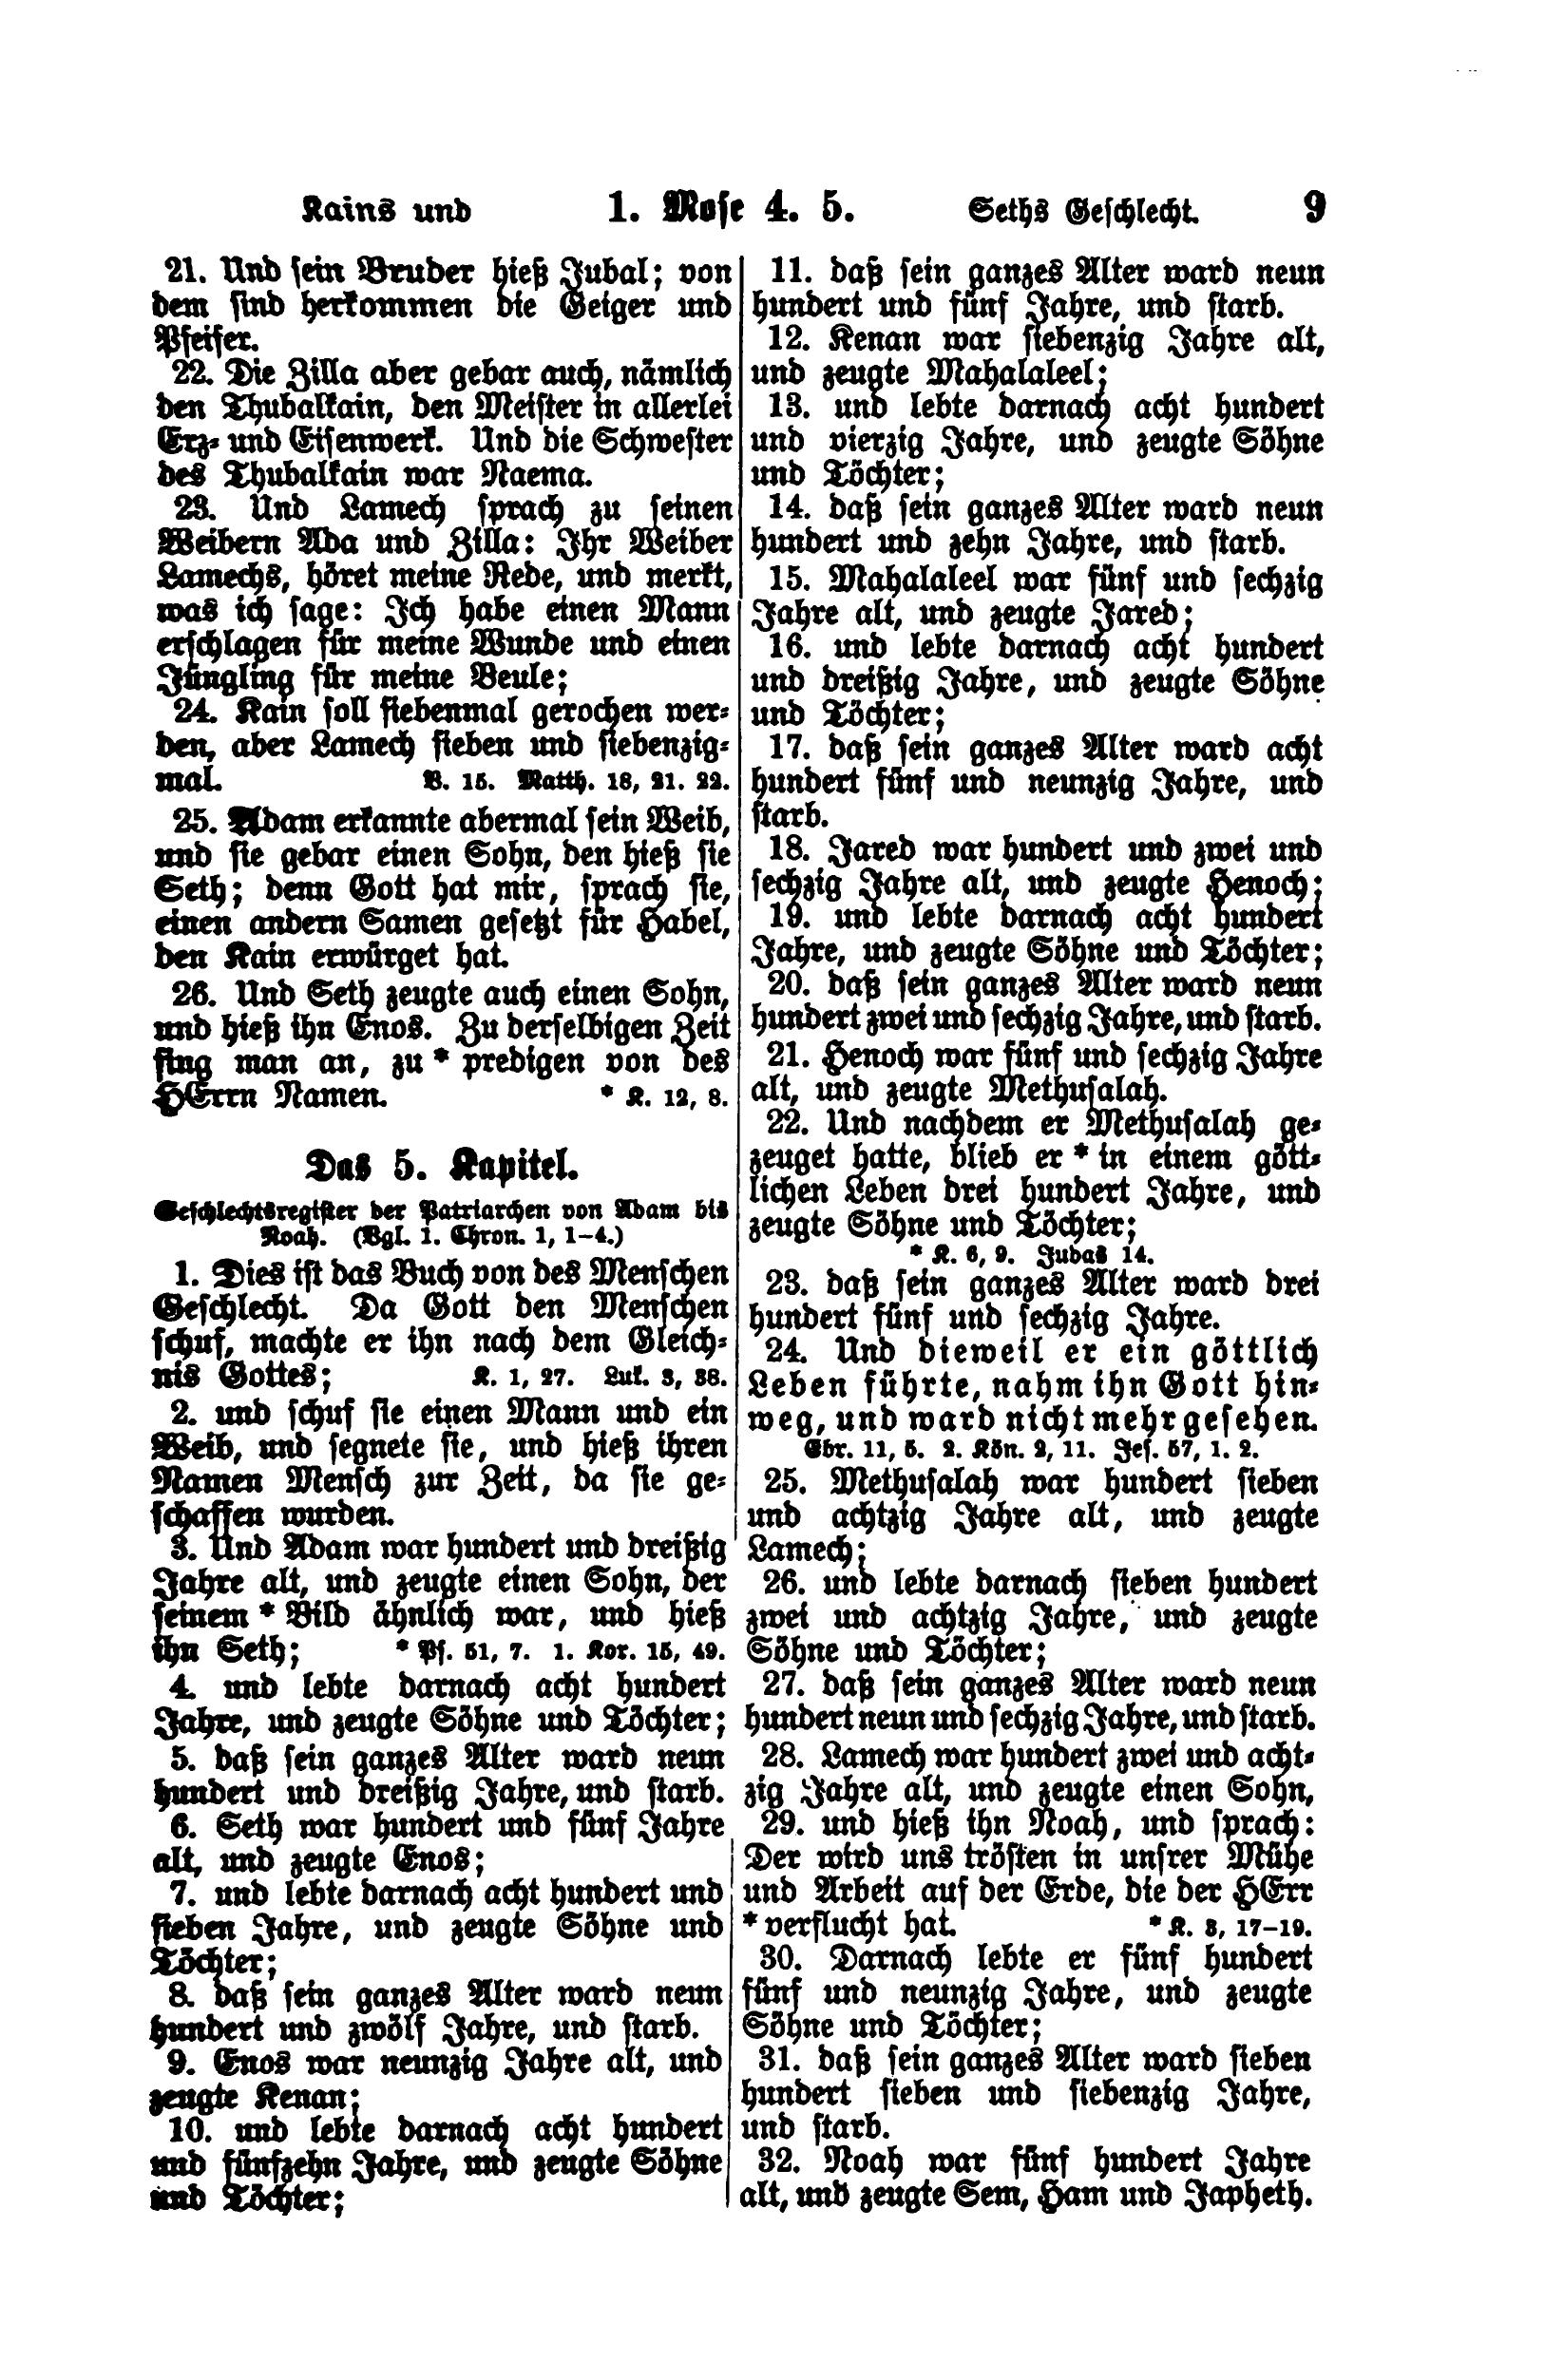 Kains und 1. Mose 4. 5. Seths Geschlecht. 9
21. Und sein Bruder hieß Jubal; von
dem sind herkommen die Geiger und
Pfeifer.
22. Die Zilla aber gebar auch, nämlich
den Thubalkain, den Meister in allerlei
Erz- und Eisenwerk. Und die Schwester
des Thubalkain war Naema.
23. Und Lamech sprach zu seinen
Weibern Ada und Zilla: Ihr Weiber
Lamechs, höret meine Rede, und merkt,
was ich sage: Ich habe einen Mann
erschlagen für meine Wunde und einen
Jüngling für meine Beule;
24. Kain soll siebenmal gerochen wer-
den, aber Lamech sieben und siebenzig-
mal. V. 15. Matth. 18, 21. 22.
25. Adam erkannte abermal sein Weib,
und sie gebar einen Sohn, den hieß sie
Seth; denn Gott hat mir, sprach sie,
einen andern Samen gesetzt für Habel,
den Kain erwürget hat.
26. Und Seth zeugte auch einen Sohn,
und hieß ihn Enos. Zu derselbigen Zeit
fing man an, zu * predigen von des
HErrn Namen. * K. 12, 8.
Das 5. Kapitel.
Geschlechtsregister der Patriarchen von Adam bis
Noah. (Vgl. 1. Chron. 1, 1–4.)
1. Dies ist das Buch von des Menschen
Geschlecht. Da Gott den Menschen
schuf, machte er ihn nach dem Gleich-
nis Gottes; K. 1, 27. Luk. 3, 38.
2. und schuf sie einen Mann und ein
Weib, und segnete sie, und hieß ihren
Namen Mensch zur Zeit, da sie ge-
schaffen wurden.
3. Und Adam war hundert und dreißig
Jahre alt, und zeugte einen Sohn, der
seinem * Bild ähnlich war, und hieß
ihn Seth; * Ps. 51, 7. 1. Kor. 15, 49.
4. und lebte darnach acht hundert
Jahre, und zeugte Söhne und Töchter;
5. daß sein ganzes Alter ward neun
hundert und dreißig Jahre, und starb.
6. Seth war hundert und fünf Jahre
alt, und zeugte Enos;
7. und lebte darnach acht hundert und
sieben Jahre, und zeugte Söhne und
Töchter;
8. daß sein ganzes Alter ward neun
hundert und zwölf Jahre, und starb.
9. Enos war neunzig Jahre alt, und
zeugte Kenan;
10. und lebte darnach acht hundert
und fünfzehn Jahre, und zeugte Söhne
und Töchter;
11. daß sein ganzes Alter ward neun
hundert und fünf Jahre, und starb.
12. Kenan war siebenzig Jahre alt,
und zeugte Mahalaleel;
13. und lebte darnach acht hundert
und vierzig Jahre, und zeugte Söhne
und Töchter;
14. daß sein ganzes Alter ward neun
hundert und zehn Jahre, und starb.
15. Mahalaleel war fünf und sechzig
Jahre alt, und zeugte Jared;
16. und lebte darnach acht hundert
und dreißig Jahre, und zeugte Söhne
und Töchter;
17. daß sein ganzes Alter ward acht
hundert fünf und neunzig Jahre, und
starb.
18. Jared war hundert und zwei und
sechzig Jahre alt, und zeugte Henoch;
19. und lebte darnach acht hundert
Jahre, und zeugte Söhne und Töchter;
20. daß sein ganzes Alter ward neun
hundert zwei und sechzig Jahre, und starb.
21. Henoch war fünf und sechzig Jahre
alt, und zeugte Methusalah.
22. Und nachdem er Methusalah ge-
zeuget hatte, blieb er * in einem gött-
lichen Leben drei hundert Jahre, und
zeugte Söhne und Töchter;
* K. 6, 9. Judas 14.
23. daß sein ganzes Alter ward drei
hundert fünf und sechzig Jahre.
24. Und dieweil er ein göttlich
Leben führte, nahm ihn Gott hin-
weg, und ward nicht mehr gesehen.
Ebr. 11, 5. 2. Kön. 2, 11. Jes. 57, 1. 2.
25. Methusalah war hundert sieben
und achtzig Jahre alt, und zeugte
Lamech;
26. und lebte darnach sieben hundert
zwei und achtzig Jahre, und zeugte
Söhne und Töchter;
27. daß sein ganzes Alter ward neun
hundert neun und sechzig Jahre, und starb.
28. Lamech war hundert zwei und acht-
zig Jahre alt, und zeugte einen Sohn,
29. und hieß ihn Noah, und sprach:
Der wird uns trösten in unsrer Mühe
und Arbeit auf der Erde, die der HErr
* verflucht hat. * K. 3, 17–19.
30. Darnach lebte er fünf hundert
fünf und neunzig Jahre, und zeugte
Söhne und Töchter;
31. daß sein ganzes Alter ward sieben
hundert sieben und siebenzig Jahre,
und starb.
32. Noah war fünf hundert Jahre
alt, und zeugte Sem, Ham und Japheth.